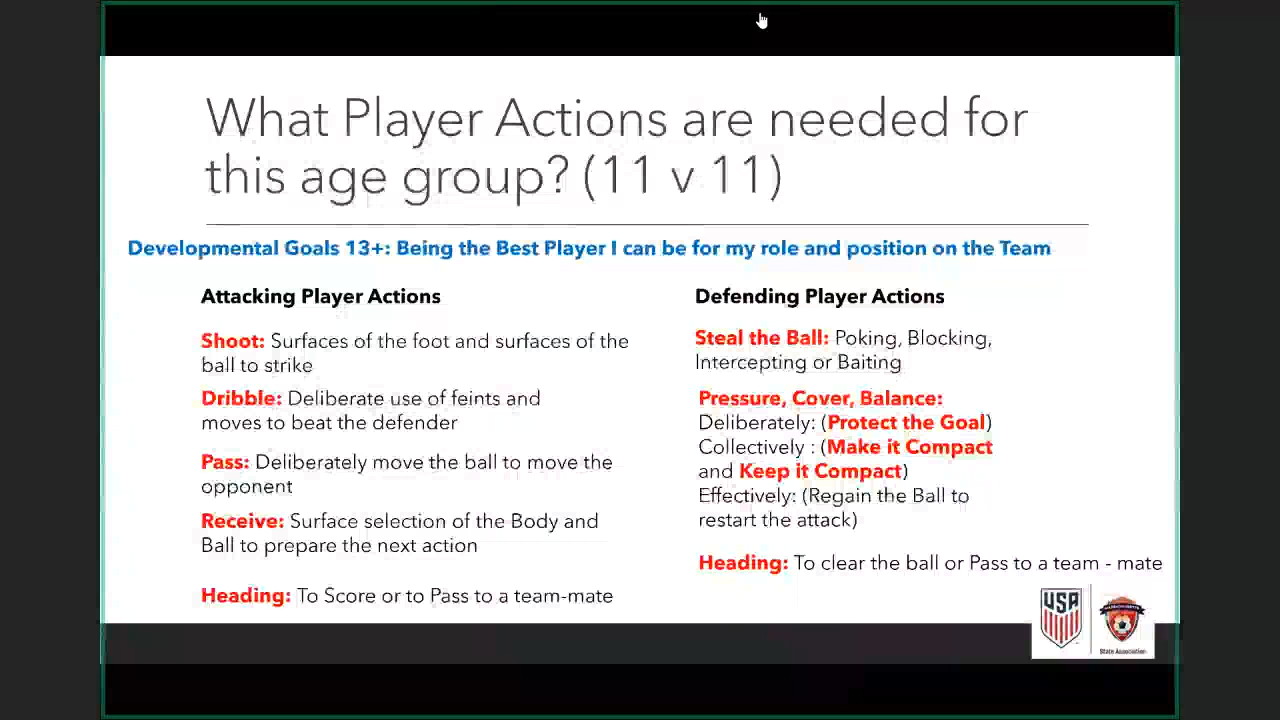 What Player Actions are needed for
this age group? (11 v 11)
Developmental Goals 13+: Being the Best Player I can be for my role and position on the Team
Attacking Player Actions
Shoot: Surfaces of the foot and surfaces of the
ball to strike
Dribble: Deliberate use of feints and
moves to beat the defender
Pass: Deliberately move the ball to move the
opponent
Receive: Surface selection of the Body and
Ball to prepare the next action
Heading: To Score or to Pass to a team-mate
Defending Player Actions
Steal the Ball: Poking, Blocking,
Intercepting or Baiting
Pressure, Cover, Balance:
Deliberately: (Protect the Goal)
Collectively : (Make it Compact
and Keep it Compact)
Effectively: (Regain the Ball to
restart the attack)
Heading: To clear the ball or Pass to a team - mate
USA
State Association